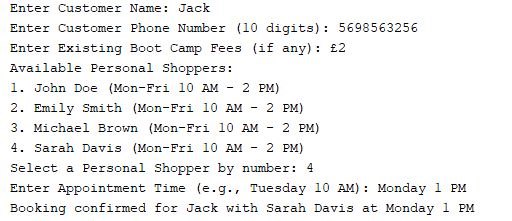 Enter Customer Name: Jack
Enter Customer Phone Number (10 digits): 5698563256
Enter Existing Boot Camp Fees (if any): £2
Available Personal Shoppers:
1. John Doe (Mon-Fri 10 AM - 2 PM)
2. Emily Smith (Mon-Fri 10 AM - 2 PM)
3. Michael Brown (Mon-Fri 10 AM - 2 PM)
4. Sarah Davis (Mon-Fri 10 AM - 2 PM)
Select a Personal Shopper by number: 4
Enter Appointment Time (e.g., Tuesday 10 AM): Monday 1 PM
Booking confirmed for Jack with Sarah Davis at Monday 1 PM